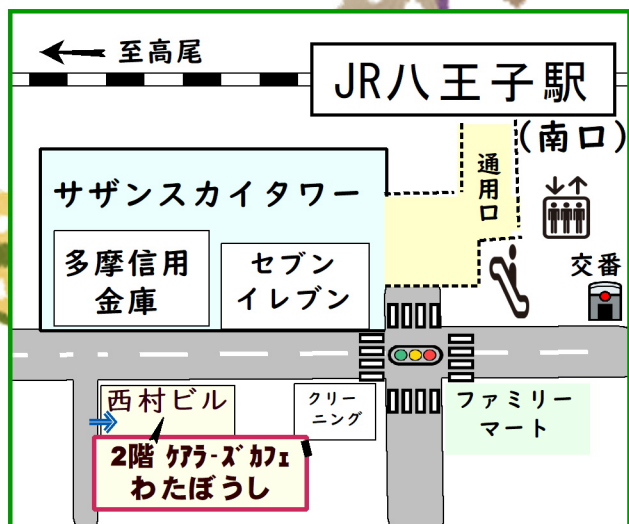 至高尾
JR八王子駅
(南口)
通用口
サザンスカイタワー
多摩信用
金庫
セブン
イレブン
交番
西村ビル
クリー
ニング
ファミリー
マート
2階 ケアラ-ズ カフェ
わたぼうし